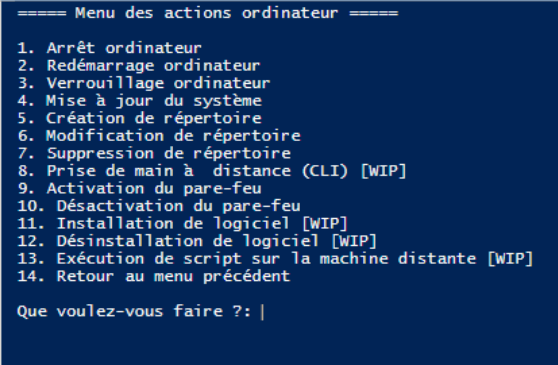 ===== Menu des actions ordinateur =====
1. Arrêt ordinateur
2. Redémarrage ordinateur
3. Verrouillage ordinateur
4. Mise à jour du système
5. Création de répertoire
6. Modification de répertoire
7. Suppression de répertoire
8. Prise de main à  distance (CLI) [WIP]
9. Activation du pare-feu
10. Désactivation du pare-feu
11. Installation de logiciel [WIP]
12. Désinstallation de logiciel [WIP]
13. Exécution de script sur la machine distante [WIP]
14. Retour au menu précédent
Que voulez-vous faire ?: